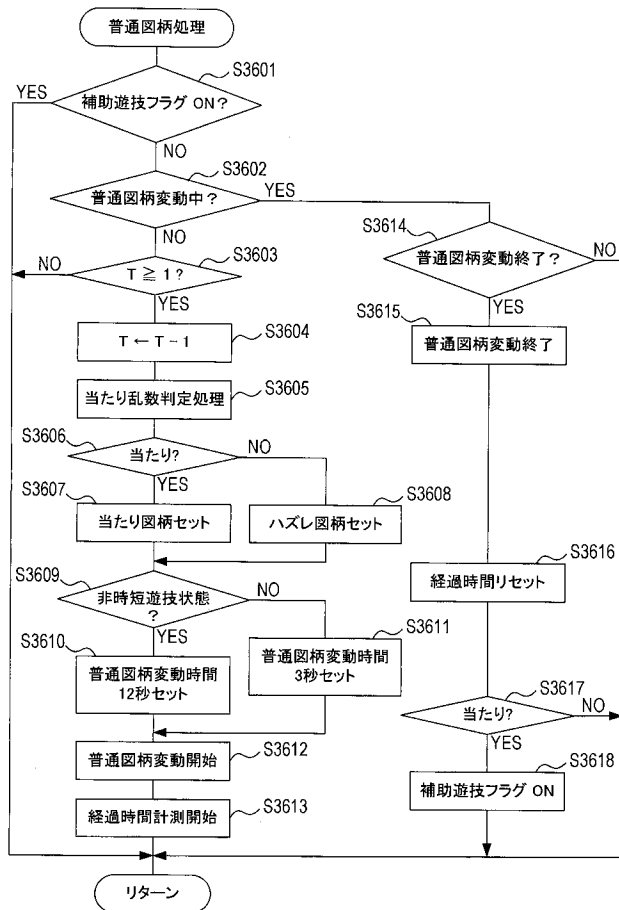 普通図柄処理
S3601
YES
補助遊技フラグ ON？
NO
S3602
YES
普通図柄変動中？
NO
S3603
NO
T ≧ 1？
YES
S3604
T ← T－1
S3605
当たり乱数判定処理
S3606
当たり？
NO
YES
S3607
当たり図柄セット
S3608
ハズレ図柄セット
S3609
非時短遊技状態
？
NO
YES
S3610
普通図柄変動時間
12秒セット
S3611
普通図柄変動時間
3秒セット
S3612
普通図柄変動開始
S3613
経過時間計測開始
S3614
普通図柄変動終了？
NO
YES
S3615
普通図柄変動終了
S3616
経過時間リセット
S3617
当たり？
NO
YES
S3618
補助遊技フラグ ON
リターン